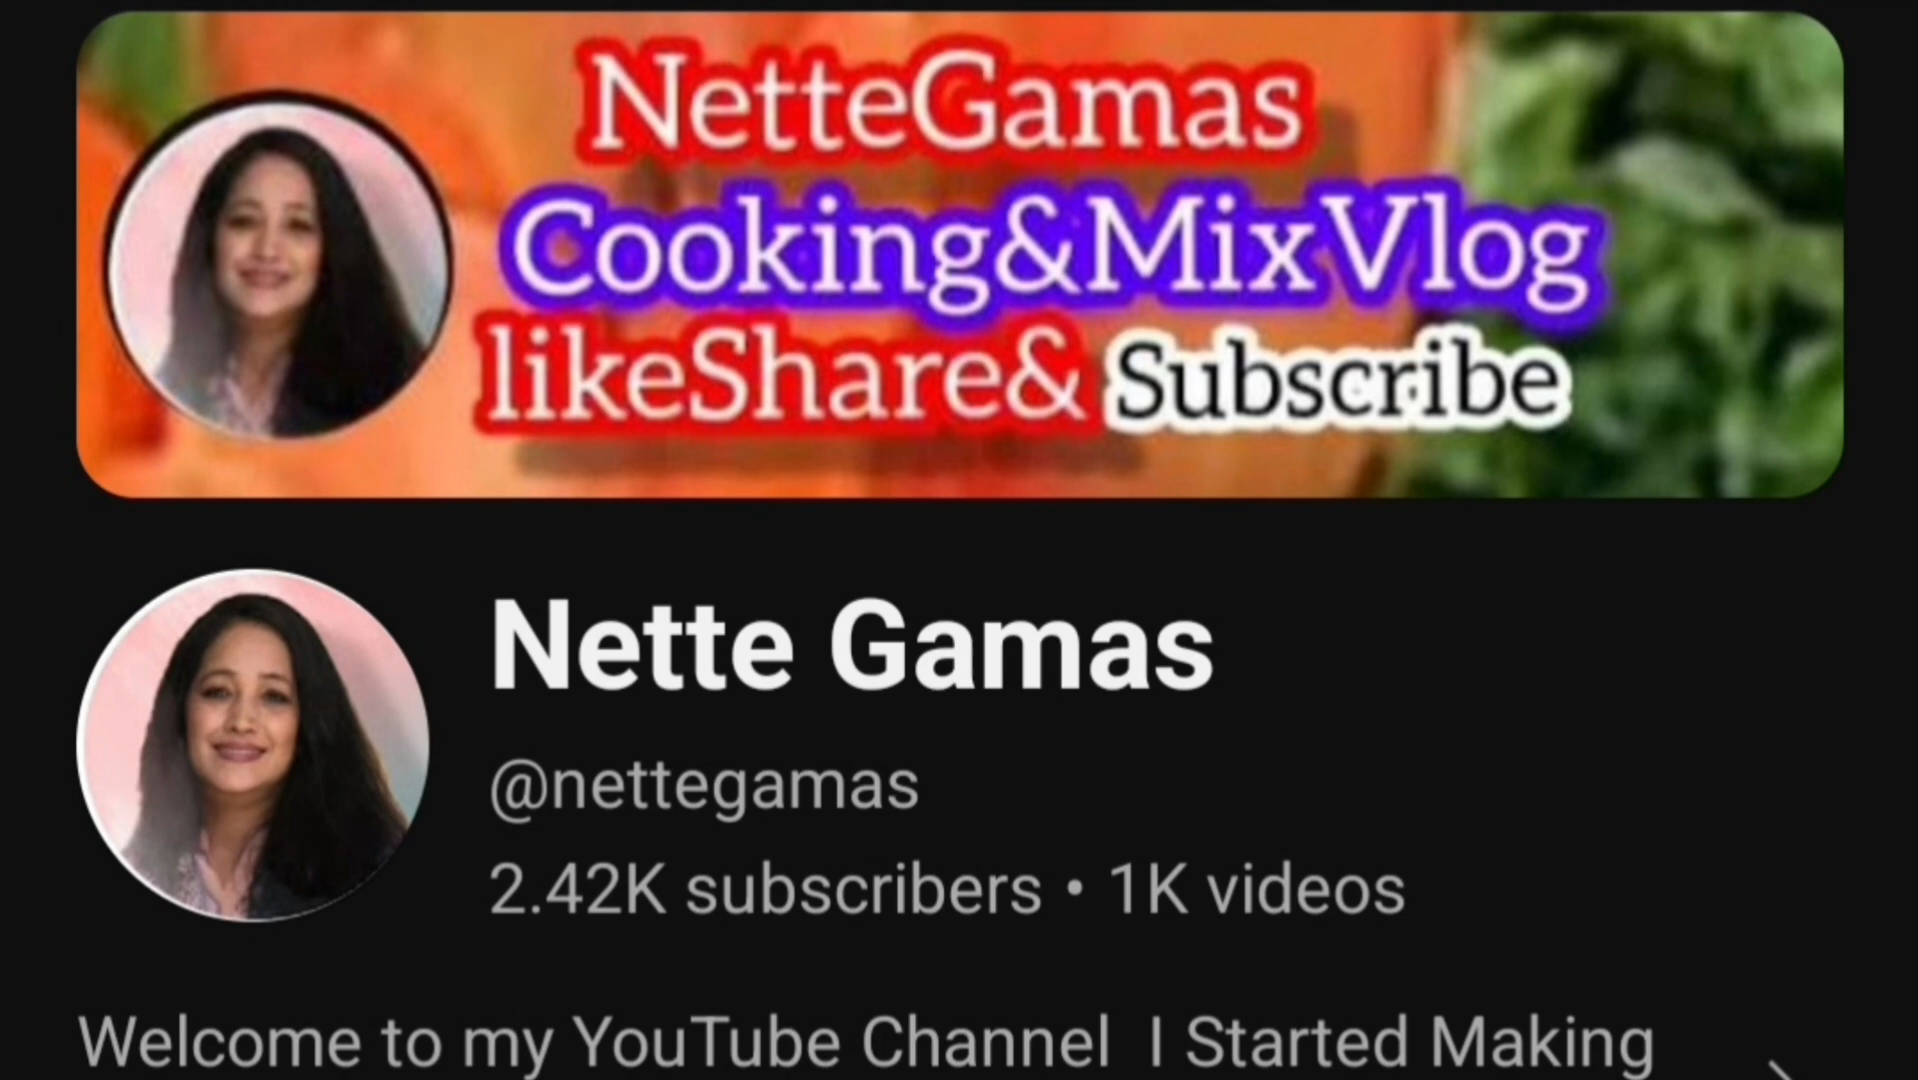 NetteGamas
Cooking&MixVlog
likeShare& Subscribe
Nette Gamas
@nettegamas
2.42K subscribers • 1K videos
Welcome to my YouTube Channel I Started Making